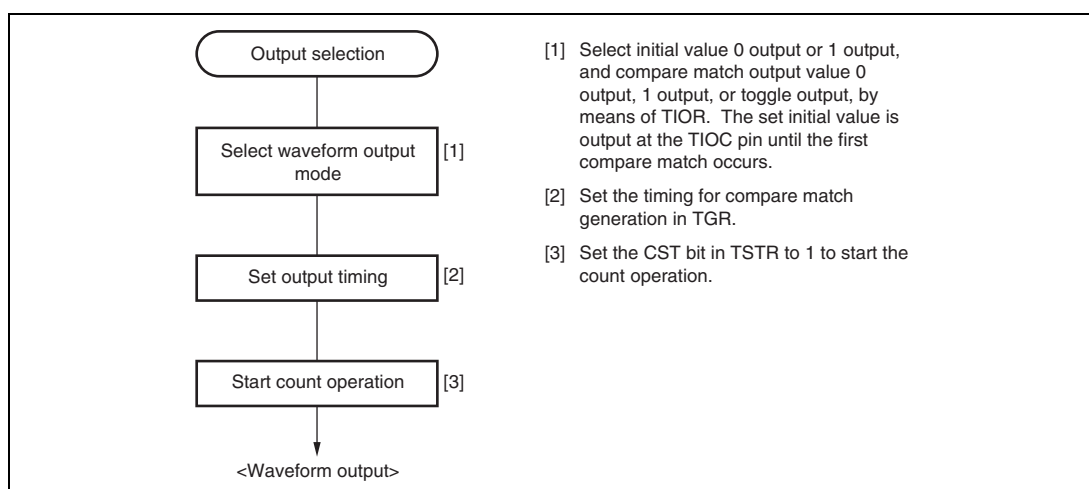 Output selection
Select waveform output
mode
[1]
Set output timing
[2]
Start count operation
[3]
<Waveform output>
[1] Select initial value 0 output or 1 output,
and compare match output value 0
output, 1 output, or toggle output, by
means of TIOR. The set initial value is
output at the TIOC pin until the first
compare match occurs.
[2] Set the timing for compare match
generation in TGR.
[3] Set the CST bit in TSTR to 1 to start the
count operation.